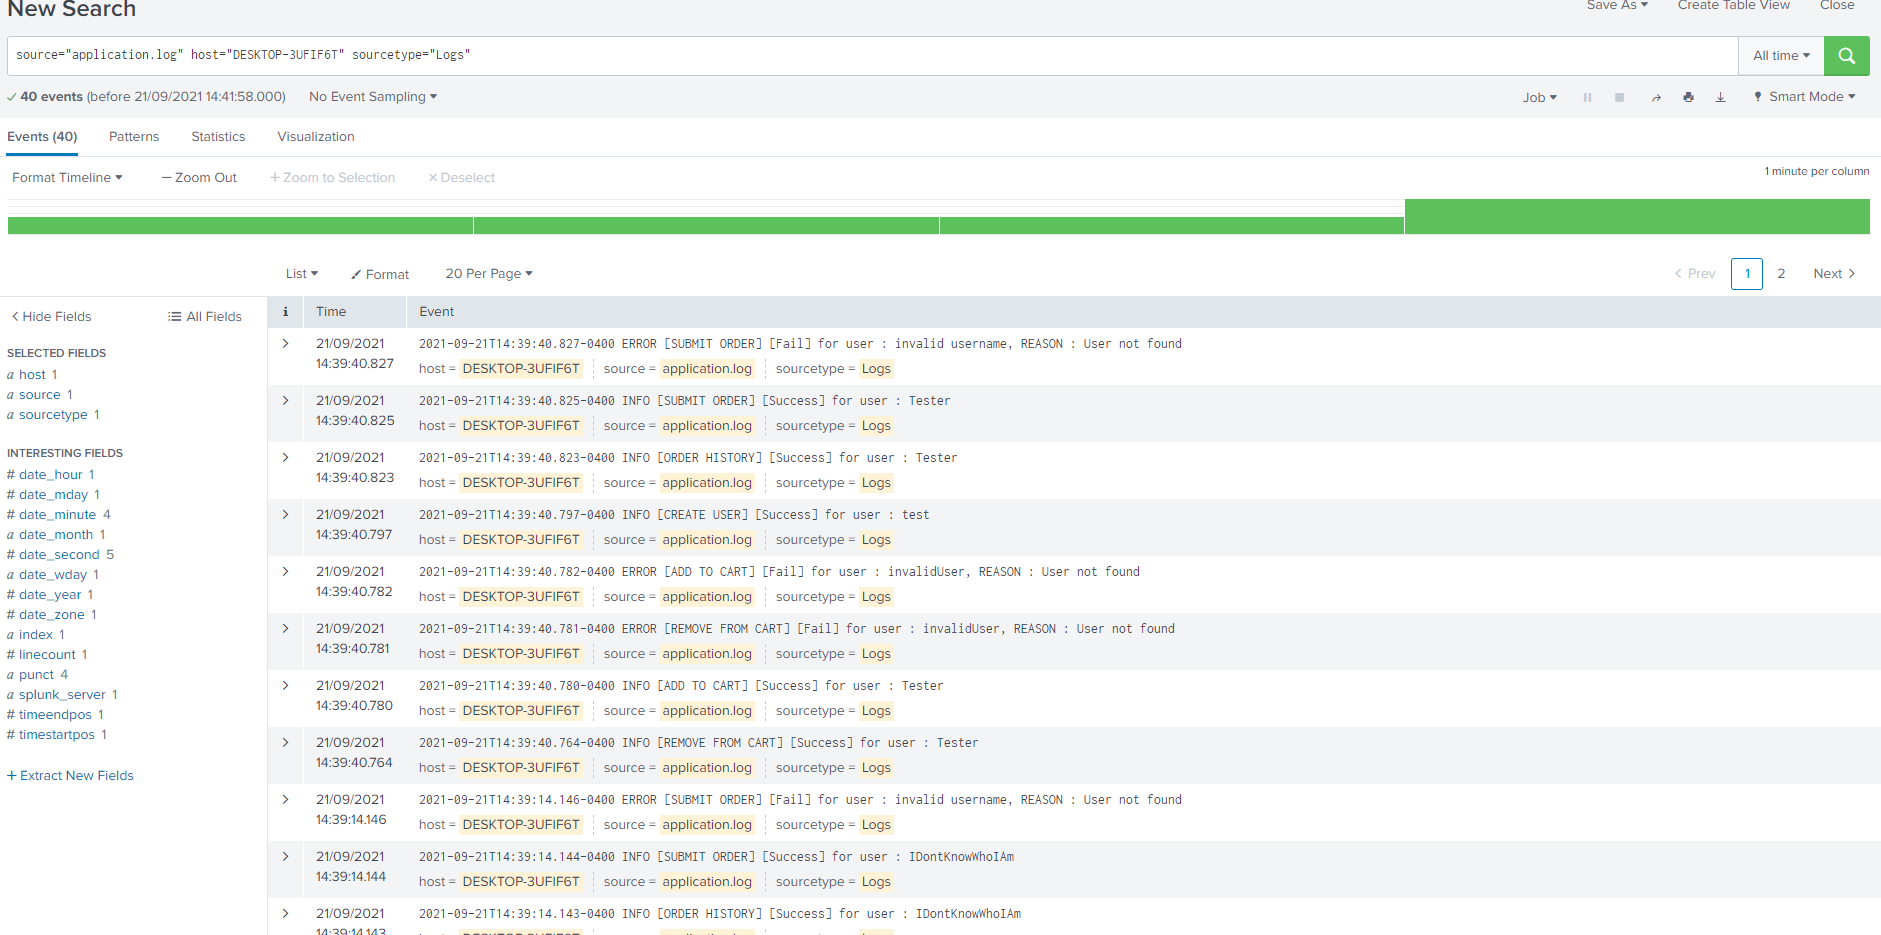 New Search
Save As
Create Table View
Close
source="application.log" host="DESKTOP-3UFIF6T" sourcetype="Logs"
All time
40 events (before 21/09/2021 14:41:58.000)
No Event Sampling
Job
Smart Mode
Events (40)
Patterns
Statistics
Visualization
Format Timeline
Zoom Out
Zoom to Selection
Deselect
1 minute per column
List
Format
20 Per Page
Prev
1
2
Next
Hide Fields
All Fields
SELECTED FIELDS
a host 1
a source 1
a sourcetype 1
INTERESTING FIELDS
# date_hour 1
# date_mday 1
# date_minute 4
a date_month 1
# date_second 5
a date_wday 1
# date_year 1
# date_zone 1
a index 1
# linecount 1
a punct 4
a splunk_server 1
# timeendpos 1
# timestartpos 1
+ Extract New Fields
i Time Event
21/09/2021
14:39:40.827
2021-09-21T14:39:40.827-0400 ERROR [SUBMIT ORDER] [Fail] for user : invalid username, REASON : User not found
host = DESKTOP-3UFIF6T source = application.log sourcetype = Logs
21/09/2021
14:39:40.825
2021-09-21T14:39:40.825-0400 INFO [SUBMIT ORDER] [Success] for user : Tester
host = DESKTOP-3UFIF6T source = application.log sourcetype = Logs
21/09/2021
14:39:40.823
2021-09-21T14:39:40.823-0400 INFO [ORDER HISTORY] [Success] for user : Tester
host = DESKTOP-3UFIF6T source = application.log sourcetype = Logs
21/09/2021
14:39:40.797
2021-09-21T14:39:40.797-0400 INFO [CREATE USER] [Success] for user : test
host = DESKTOP-3UFIF6T source = application.log sourcetype = Logs
21/09/2021
14:39:40.782
2021-09-21T14:39:40.782-0400 ERROR [ADD TO CART] [Fail] for user : invalidUser, REASON : User not found
host = DESKTOP-3UFIF6T source = application.log sourcetype = Logs
21/09/2021
14:39:40.781
2021-09-21T14:39:40.781-0400 ERROR [REMOVE FROM CART] [Fail] for user : invalidUser, REASON : User not found
host = DESKTOP-3UFIF6T source = application.log sourcetype = Logs
21/09/2021
14:39:40.780
2021-09-21T14:39:40.780-0400 INFO [ADD TO CART] [Success] for user : Tester
host = DESKTOP-3UFIF6T source = application.log sourcetype = Logs
21/09/2021
14:39:40.764
2021-09-21T14:39:40.764-0400 INFO [REMOVE FROM CART] [Success] for user : Tester
host = DESKTOP-3UFIF6T source = application.log sourcetype = Logs
21/09/2021
14:39:14.146
2021-09-21T14:39:14.146-0400 ERROR [SUBMIT ORDER] [Fail] for user : invalid username, REASON : User not found
host = DESKTOP-3UFIF6T source = application.log sourcetype = Logs
21/09/2021
14:39:14.144
2021-09-21T14:39:14.144-0400 INFO [SUBMIT ORDER] [Success] for user : IDontKnowWhoIAm
host = DESKTOP-3UFIF6T source = application.log sourcetype = Logs
21/09/2021
14:39:14.143
2021-09-21T14:39:14.143-0400 INFO [ORDER HISTORY] [Success] for user : IDontKnowWhoIAm